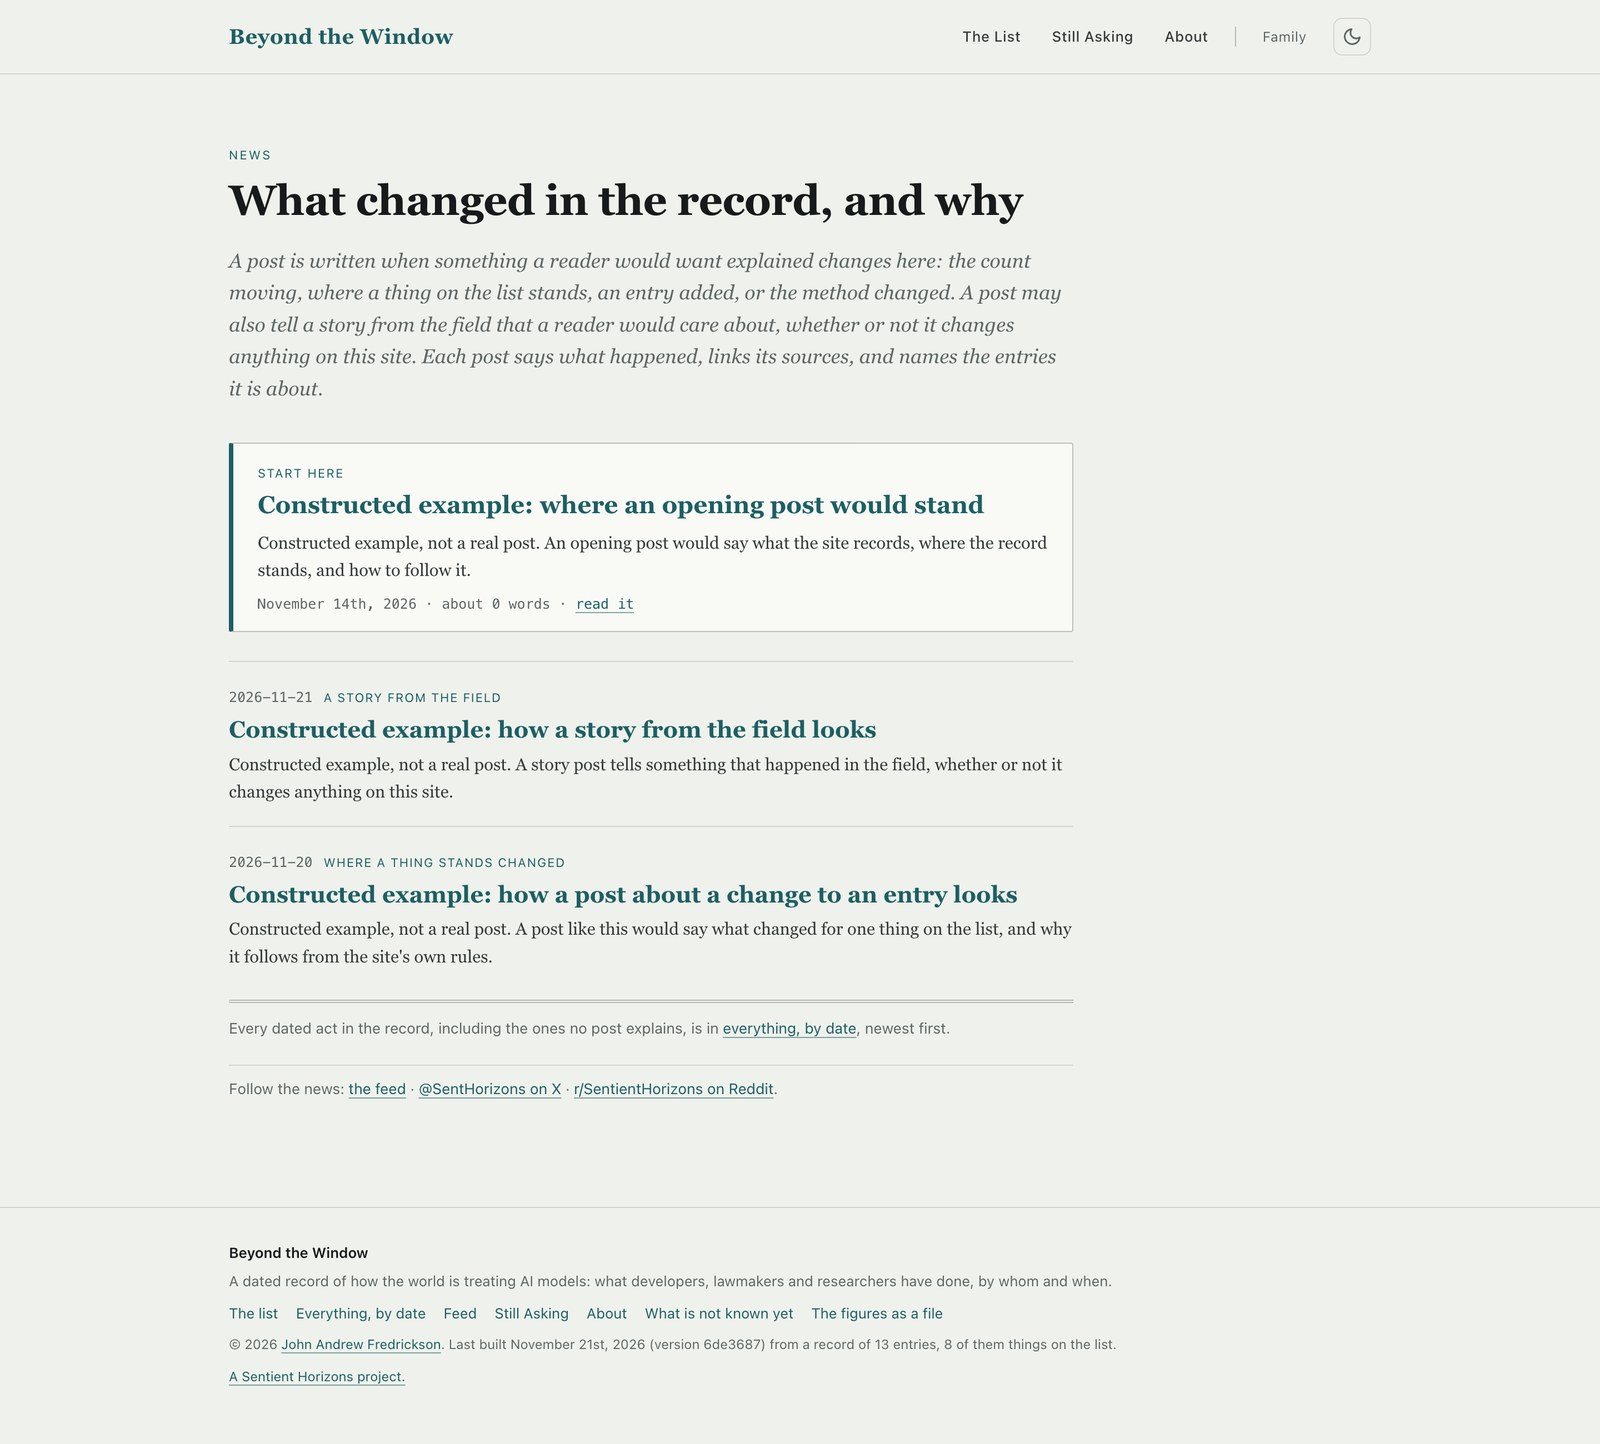 Beyond the Window
The List Still Asking About Family
NEWS
What changed in the record, and why
A post is written when something a reader would want explained changes here: the count
moving, where a thing on the list stands, an entry added, or the method changed. A post may
also tell a story from the field that a reader would care about, whether or not it changes
anything on this site. Each post says what happened, links its sources, and names the entries
it is about.
START HERE
Constructed example: where an opening post would stand
Constructed example, not a real post. An opening post would say what the site records, where the record
stands, and how to follow it.
November 14th, 2026 · about 0 words · read it
2026-11-21 A STORY FROM THE FIELD
Constructed example: how a story from the field looks
Constructed example, not a real post. A story post tells something that happened in the field, whether or not it
changes anything on this site.
2026-11-20 WHERE A THING STANDS CHANGED
Constructed example: how a post about a change to an entry looks
Constructed example, not a real post. A post like this would say what changed for one thing on the list, and why
it follows from the site's own rules.
Every dated act in the record, including the ones no post explains, is in everything, by date, newest first.
Follow the news: the feed · @SentHorizons on X · r/SentientHorizons on Reddit.
Beyond the Window
A dated record of how the world is treating AI models: what developers, lawmakers and researchers have done, by whom and when.
The list Everything, by date Feed Still Asking About What is not known yet The figures as a file
© 2026 John Andrew Fredrickson. Last built November 21st, 2026 (version 6de3687) from a record of 13 entries, 8 of them things on the list.
A Sentient Horizons project.